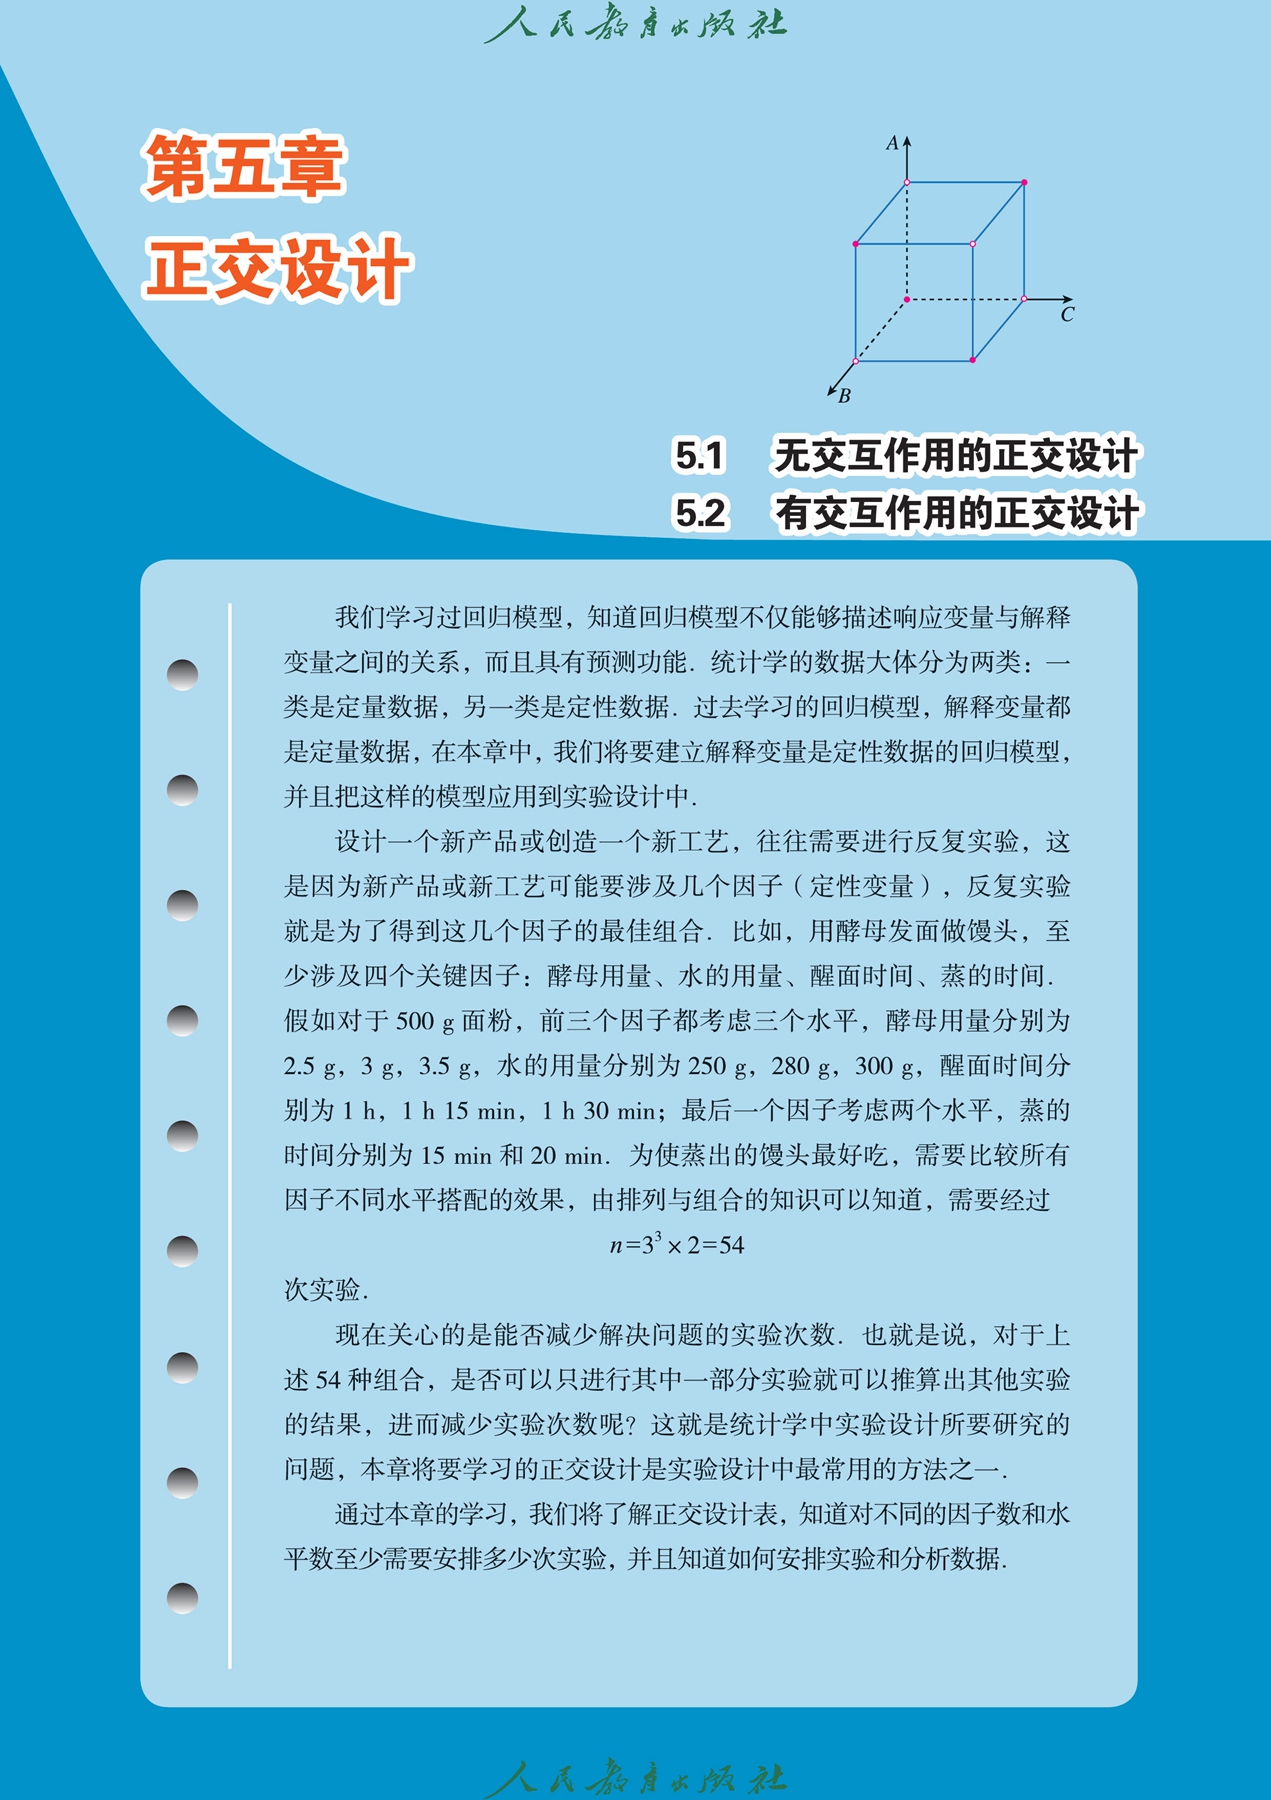 人民教育出版社
第五章
正交设计
A
C
B
5.1 无交互作用的正交设计
5.2 有交互作用的正交设计
我们学习过回归模型，知道回归模型不仅能够描述响应变量与解释
变量之间的关系，而且具有预测功能．统计学的数据大体分为两类：一
类是定量数据，另一类是定性数据．过去学习的回归模型，解释变量都
是定量数据，在本章中，我们将要建立解释变量是定性数据的回归模型，
并且把这样的模型应用到实验设计中．
设计一个新产品或创造一个新工艺，往往需要进行反复实验，这
是因为新产品或新工艺可能要涉及几个因子（定性变量），反复实验
就是为了得到这几个因子的最佳组合．比如，用酵母发面做馒头，至
少涉及四个关键因子：酵母用量、水的用量、醒面时间、蒸的时间．
假如对于 500 g 面粉，前三个因子都考虑三个水平，酵母用量分别为
2.5 g，3 g，3.5 g，水的用量分别为 250 g，280 g，300 g，醒面时间分
别为 1 h，1 h 15 min，1 h 30 min；最后一个因子考虑两个水平，蒸的
时间分别为 15 min 和 20 min．为使蒸出的馒头最好吃，需要比较所有
因子不同水平搭配的效果，由排列与组合的知识可以知道，需要经过
n=3³×2=54
次实验．
现在关心的是能否减少解决问题的实验次数．也就是说，对于上
述 54 种组合，是否可以只进行其中一部分实验就可以推算出其他实验
的结果，进而减少实验次数呢？这就是统计学中实验设计所要研究的
问题，本章将要学习的正交设计是实验设计中最常用的方法之一．
通过本章的学习，我们将了解正交设计表，知道对不同的因子数和水
平数至少需要安排多少次实验，并且知道如何安排实验和分析数据．
人民教育出版社